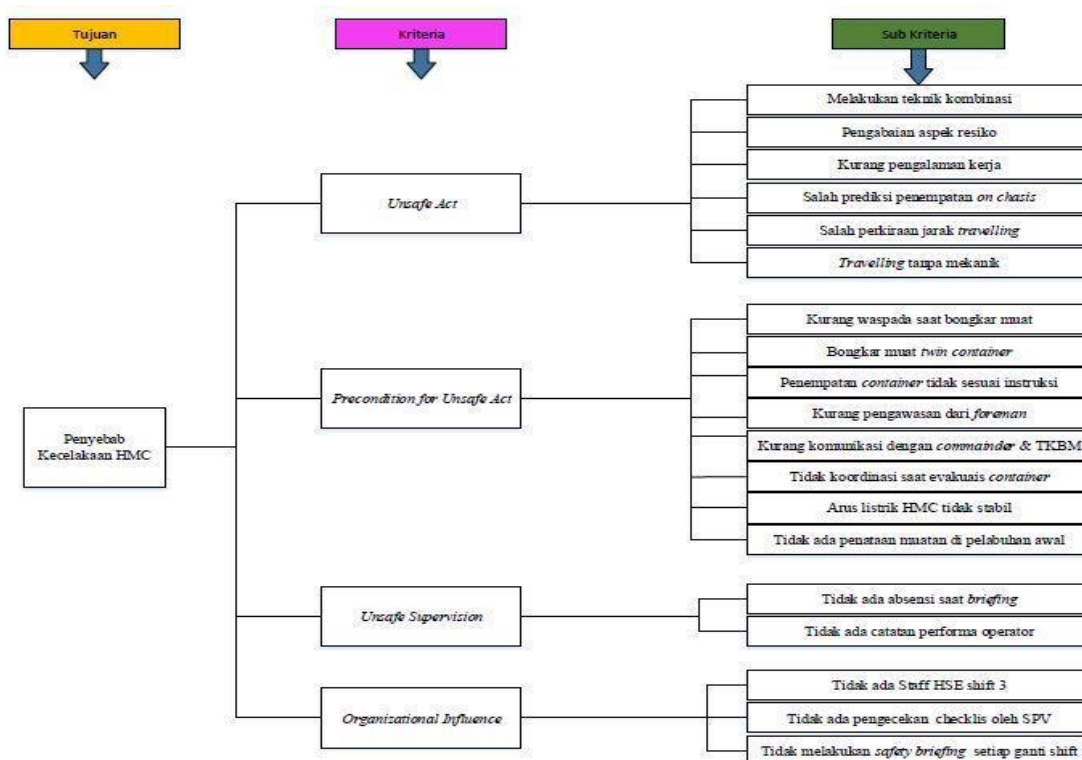 Tujuan
Kriteria
Sub Kriteria
Melakukan teknik kombinasi
Pengabaian aspek resiko
Kurang pengalaman kerja
Unsafe Act
Salah prediksi penempatan on chasis
Salah perkiraan jarak travelling
Travelling tanpa mekanik
Kurang waspada saat bongkar muat
Bongkar muat twin container
Penempatan container tidak sesuai instruksi
Precondition for Unsafe Act
Kurang pengawasan dari foreman
Penyebab
Kecelakaan HMC
Kurang komunikasi dengan commainder & TKBM
Tidak koordinasi saat evakuais container
Arus listrik HMC tidak stabil
Tidak ada penataan muatan di pelabuhan awal
Unsafe Supervision
Tidak ada absensi saat briefing
Tidak ada catatan performa operator
Organizational Influence
Tidak ada Staff HSE shift 3
Tidak ada pengecekan checklis oleh SPV
Tidak melakukan safety briefing setiap ganti shift